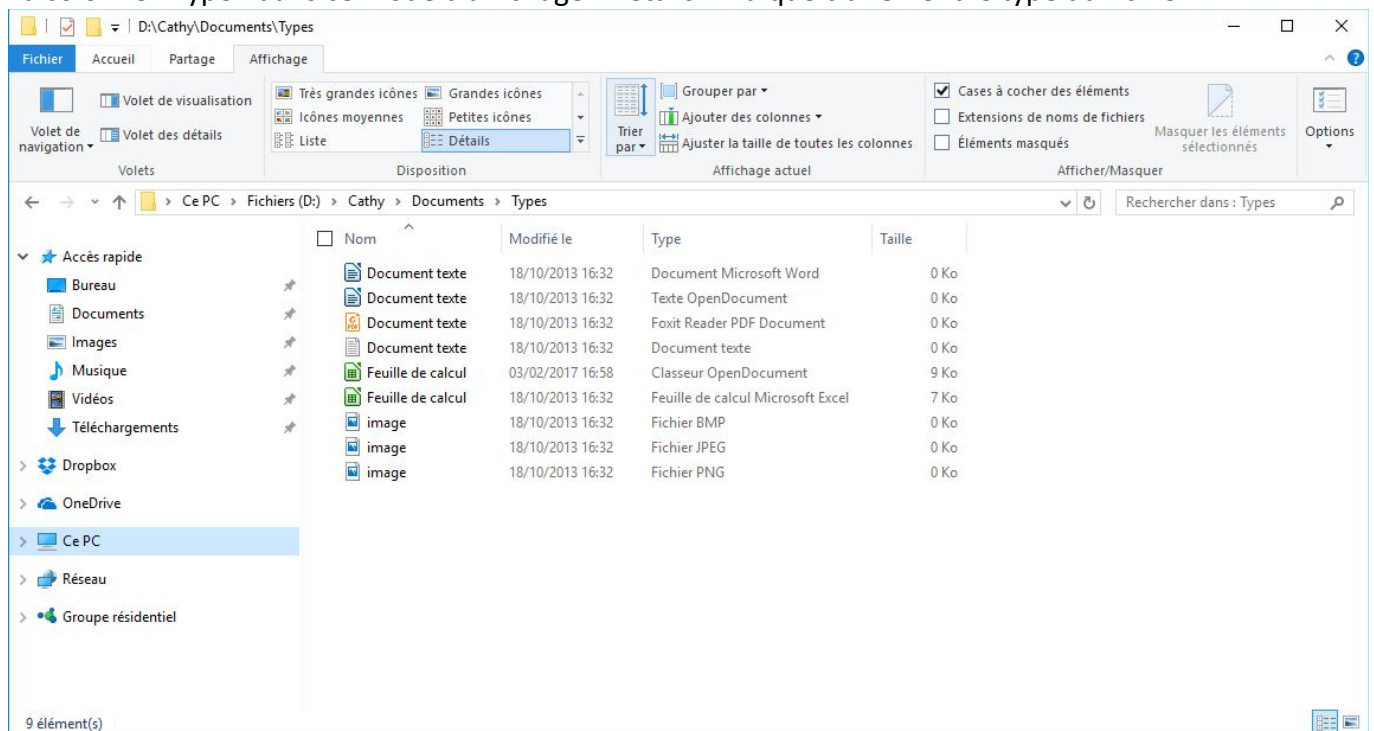 D:\Cathy\Documents\Types
Fichier Accueil Partage Affichage
Volet de navigation
Volet de visualisation
Volet des détails
Volets
Très grandes icônes Grandes icônes
Icônes moyennes Petites icônes
Liste Détails
Disposition
Trier par
Grouper par
Ajouter des colonnes
Ajuster la taille de toutes les colonnes
Affichage actuel
Cases à cocher des éléments
Extensions de noms de fichiers
Éléments masqués
Masquer les éléments sélectionnés
Afficher/Masquer
Options
Ce PC > Fichiers (D:) > Cathy > Documents > Types
Rechercher dans : Types
Accès rapide
Bureau
Documents
Images
Musique
Vidéos
Téléchargements
Dropbox
OneDrive
Ce PC
Réseau
Groupe résidentiel
Nom Modifié le Type Taille
Document texte 18/10/2013 16:32 Document Microsoft Word 0 Ko
Document texte 18/10/2013 16:32 Texte OpenDocument 0 Ko
Document texte 18/10/2013 16:32 Foxit Reader PDF Document 0 Ko
Document texte 18/10/2013 16:32 Document texte 0 Ko
Feuille de calcul 03/02/2017 16:58 Classeur OpenDocument 9 Ko
Feuille de calcul 18/10/2013 16:32 Feuille de calcul Microsoft Excel 7 Ko
image 18/10/2013 16:32 Fichier BMP 0 Ko
image 18/10/2013 16:32 Fichier JPEG 0 Ko
image 18/10/2013 16:32 Fichier PNG 0 Ko
9 élément(s)